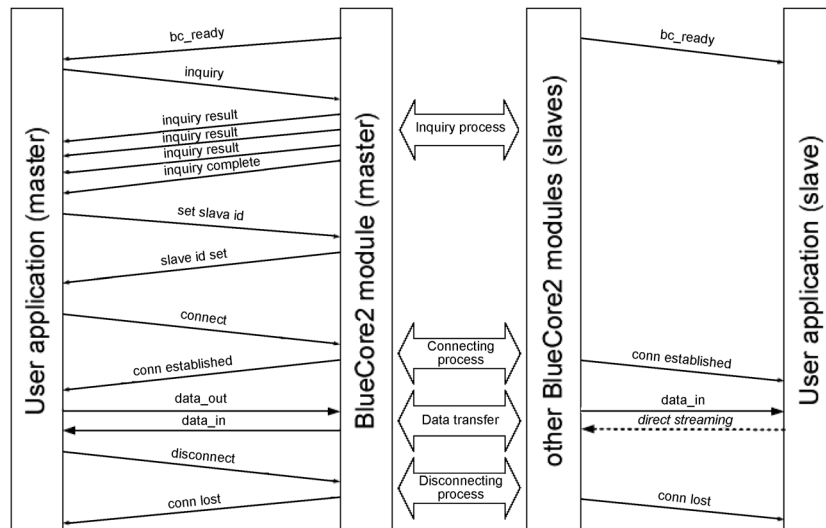 User application (master)
bc_ready
inquiry
inquiry result
inquiry result
inquiry result
inquiry complete
set slava id
slave id set
connect
conn established
data_out
data_in
disconnect
conn lost
BlueCore2 module (master)
Inquiry process
Connecting
process
Data transfer
Disconnecting
process
other BlueCore2 modules (slaves)
bc_ready
conn established
data_in
direct streaming
conn lost
User application
(slave)